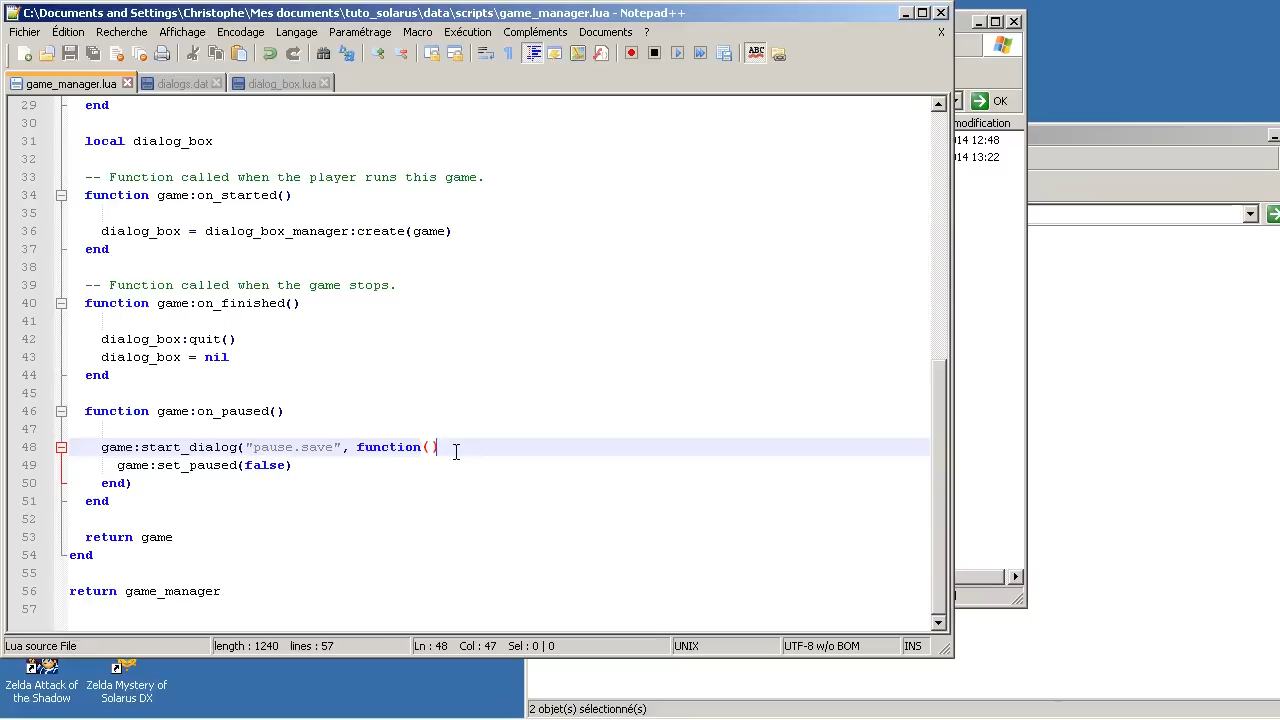 C:\Documents and Settings\Christophe\Mes documents\tuto_solarus\data\scripts\game_manager.lua - Notepad++
Fichier Édition Recherche Affichage Encodage Langage Paramétrage Macro Exécution Compléments Documents ? X
game_manager.lua dialogs.dat dialog_box.lua
29 end
30
31 local dialog_box
32
33 -- Function called when the player runs this game.
34 function game:on_started()
35
36 dialog_box = dialog_box_manager:create(game)
37 end
38
39 -- Function called when the game stops.
40 function game:on_finished()
41
42 dialog_box:quit()
43 dialog_box = nil
44 end
45
46 function game:on_paused()
47
48 game:start_dialog("pause.save", function()
49 game:set_paused(false)
50 end)
51 end
52
53 return game
54 end
55
56 return game_manager
57
Lua source File length : 1240 lines : 57 Ln : 48 Col : 47 Sel : 0 | 0 UNIX UTF-8 w/o BOM INS
OK
modification
014 12:48
014 13:22
Zelda Attack of the Shadow
Zelda Mystery of Solarus DX
2 objet(s) sélectionné(s)